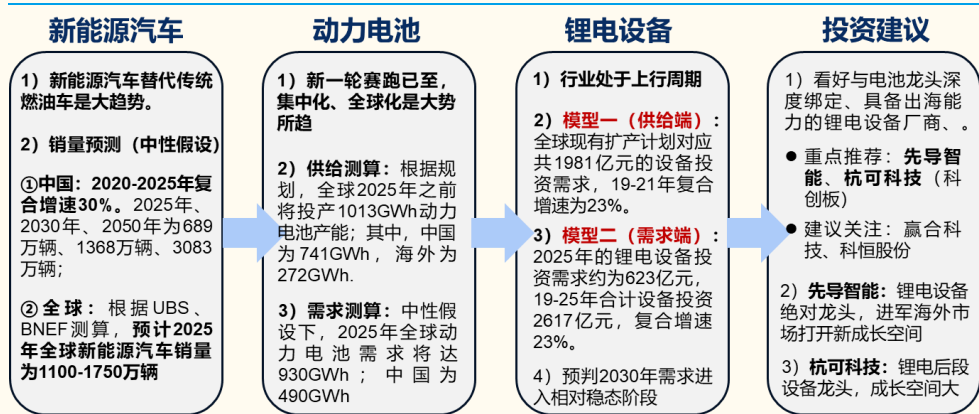 新能源汽车
1）新能源汽车替代传统
燃油车是大趋势。
2）销量预测（中性假设）
①中国：2020-2025年复
合增速30%。2025年、
2030年、2050年为689
万辆、1368万辆、3083
万辆；
②全球：根据UBS、
BNEF测算，预计2025
年全球新能源汽车销量
为1100-1750万辆
动力电池
1）新一轮赛跑已至，
集中化、全球化是大势
所趋
2）供给测算：根据规
划，全球2025年之前
将投产1013GWh动力
电池产能；其中，中国
为741GWh，海外为
272GWh.
3）需求测算：中性假
设下，2025年全球动
力电池需求将达
930GWh；中国为
490GWh
锂电设备
1）行业处于上行周期
2）模型一（供给端）：
全球现有扩产计划对应
共1981亿元的设备投
资需求，19-21年复合
增速为23%。
3）模型二（需求端）：
2025年的锂电设备投
资需求约为623亿元，
19-25年合计设备投资
2617亿元，复合增速
23%。
4）预判2030年需求进
入相对稳态阶段
投资建议
1）看好与电池龙头深
度绑定、具备出海能
力的锂电设备厂商、。
● 重点推荐：先导智
能、杭可科技（科
创板）
● 建议关注：赢合科
技、科恒股份
2）先导智能：锂电设备
绝对龙头，进军海外市
场打开新成长空间
3）杭可科技：锂电后段
设备龙头，成长空间大